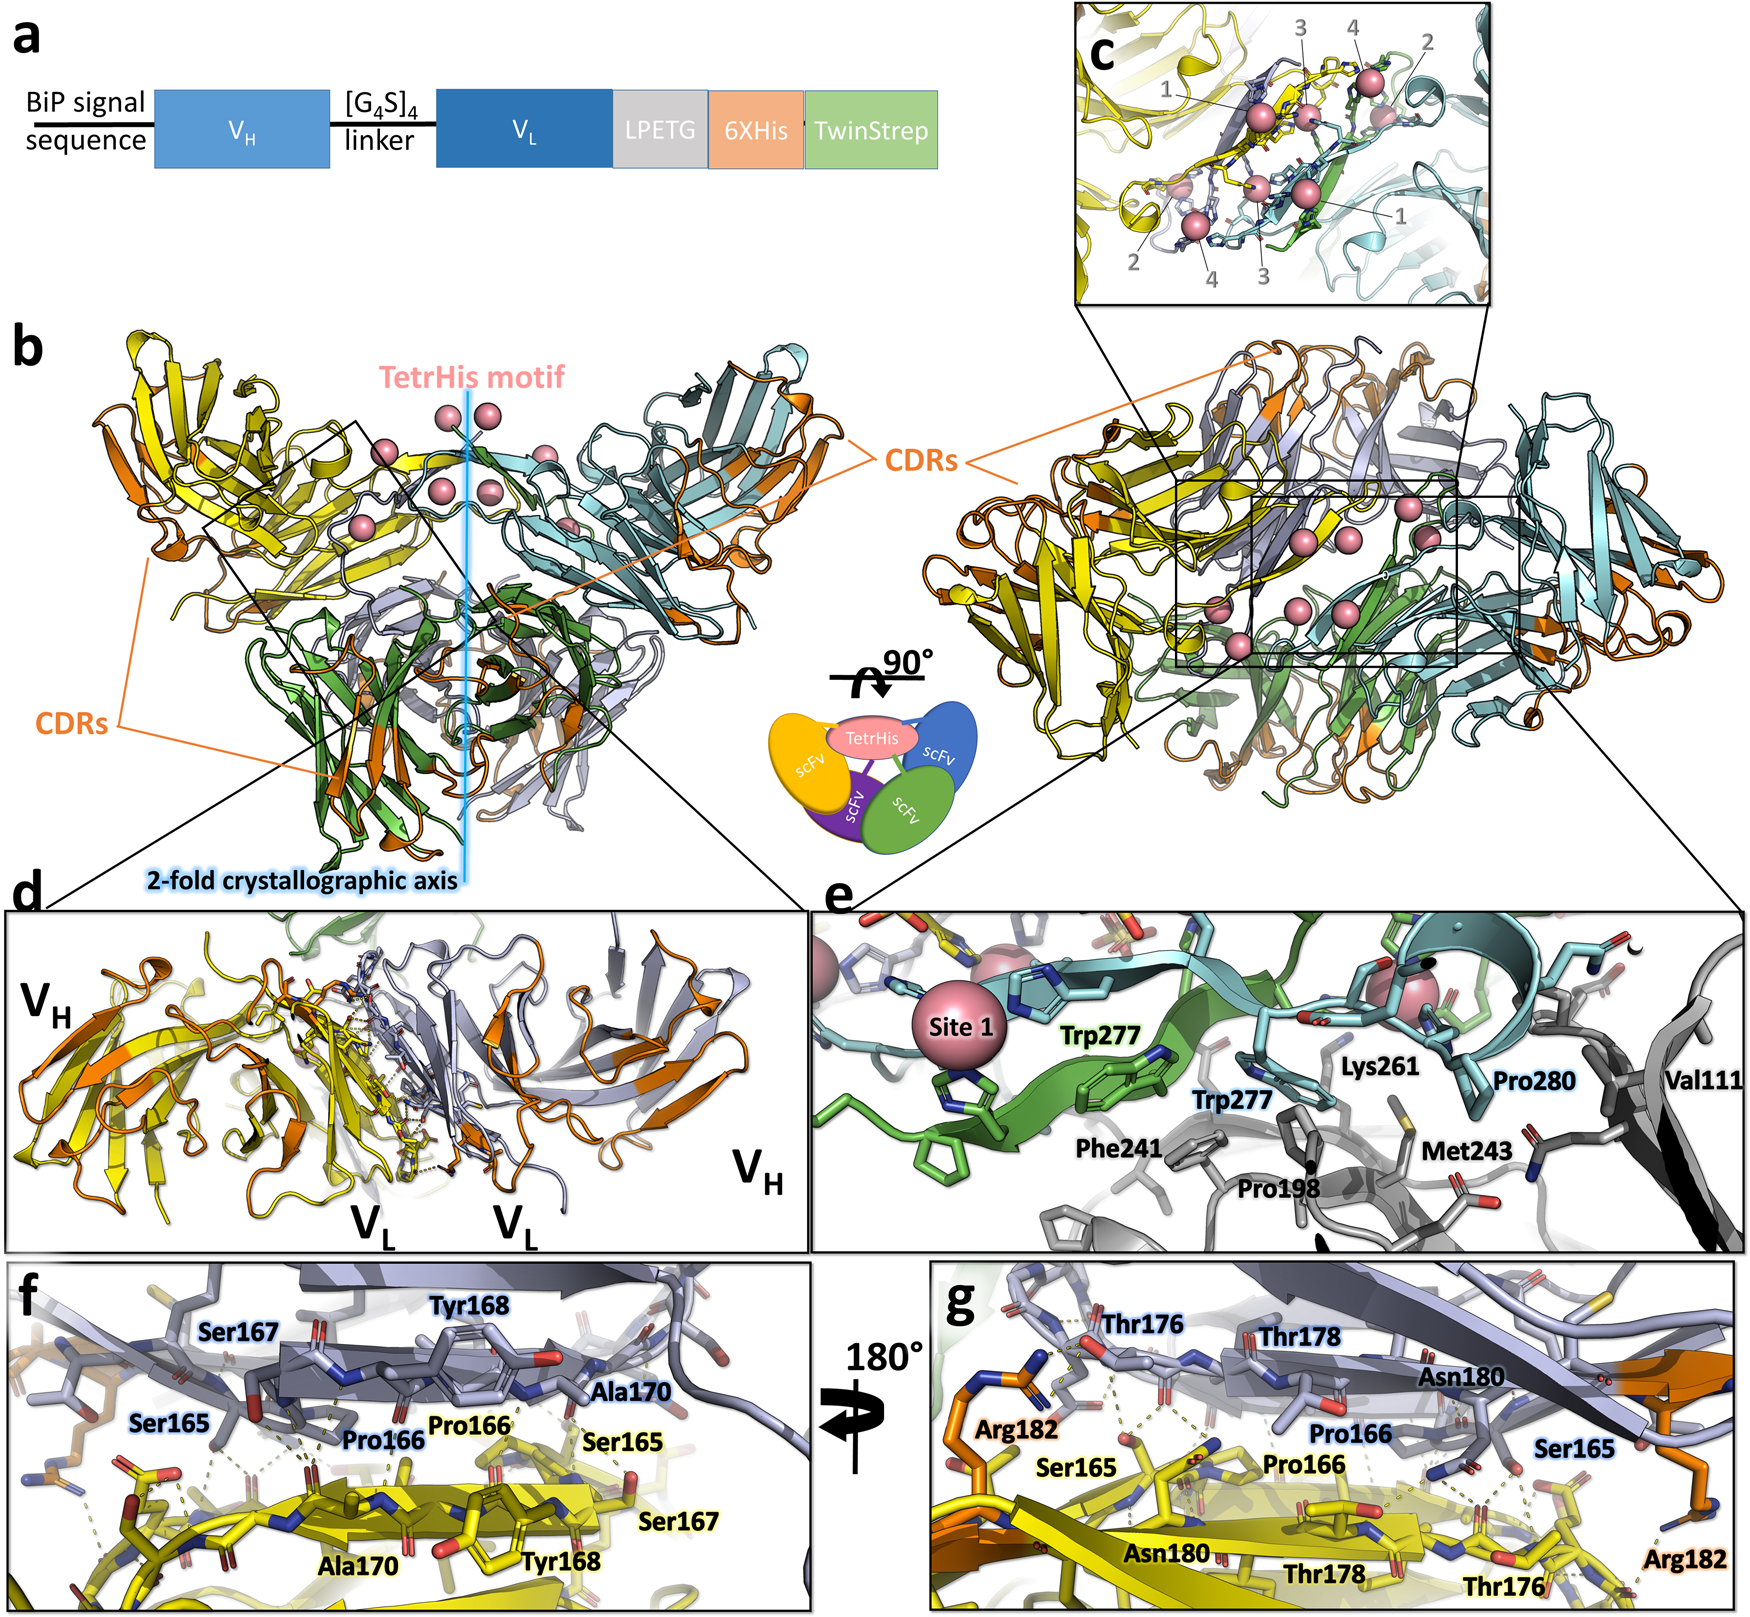 a
BiP signal
sequence
VH
[G4S]4
linker
VL
LPETG
6XHis
TwinStrep
c
3
4
2
1
1
2
4
3
b
TetrHis motif
CDRs
CDRs
90°
TetrHis
scFv
scFv
scFv
scFv
2-fold crystallographic axis
d
VH
VL
VL
VH
e
Site 1
Trp277
Trp277
Lys261
Pro280
Val111
Phe241
Met243
Pro198
f
Tyr168
Ser167
Ala170
Ser165
Pro166
Pro166
Ser165
Ser167
Ala170
Tyr168
180°
g
Thr176
Thr178
Asn180
Arg182
Pro166
Ser165
Ser165
Pro166
Asn180
Thr178
Thr176
Arg182